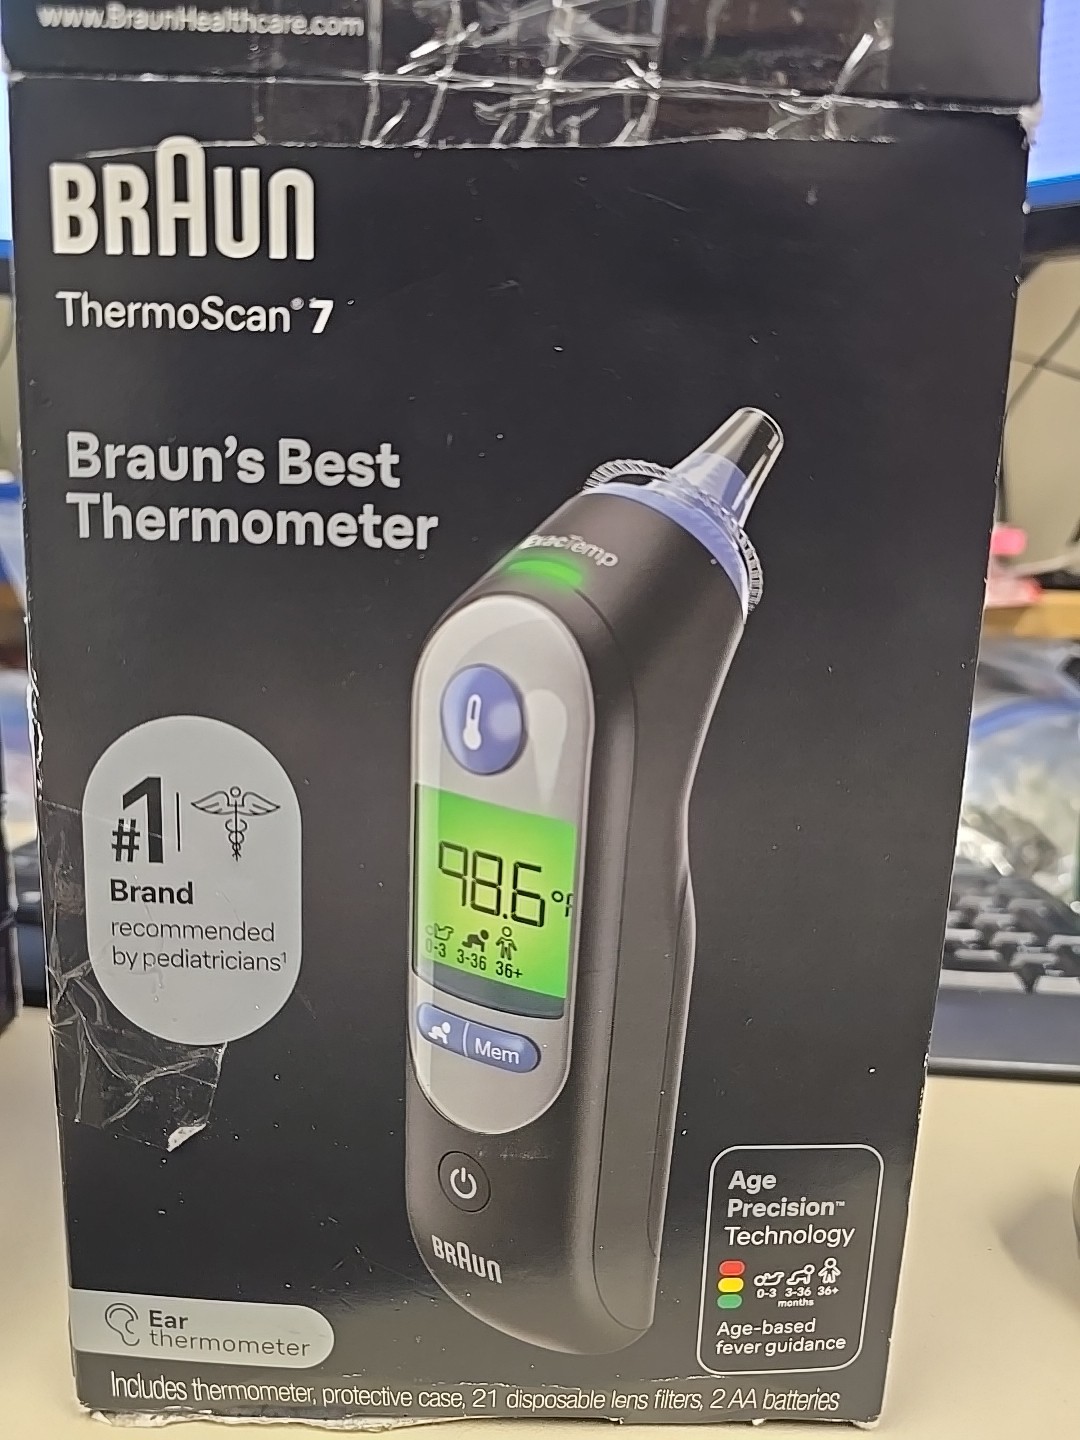 www.BraunHealthcare.com
BRAUN
ThermoScan® 7
Braun's Best
Thermometer
ExacTemp
#1
Brand
recommended
by pediatricians¹
98.6°F
0-3 3-36 36+
Mem
BRAUN
Age
Precision™
Technology
0-3 3-36 36+
months
Age-based
fever guidance
Ear
thermometer
Includes thermometer, protective case, 21 disposable lens filters, 2 AA batteries